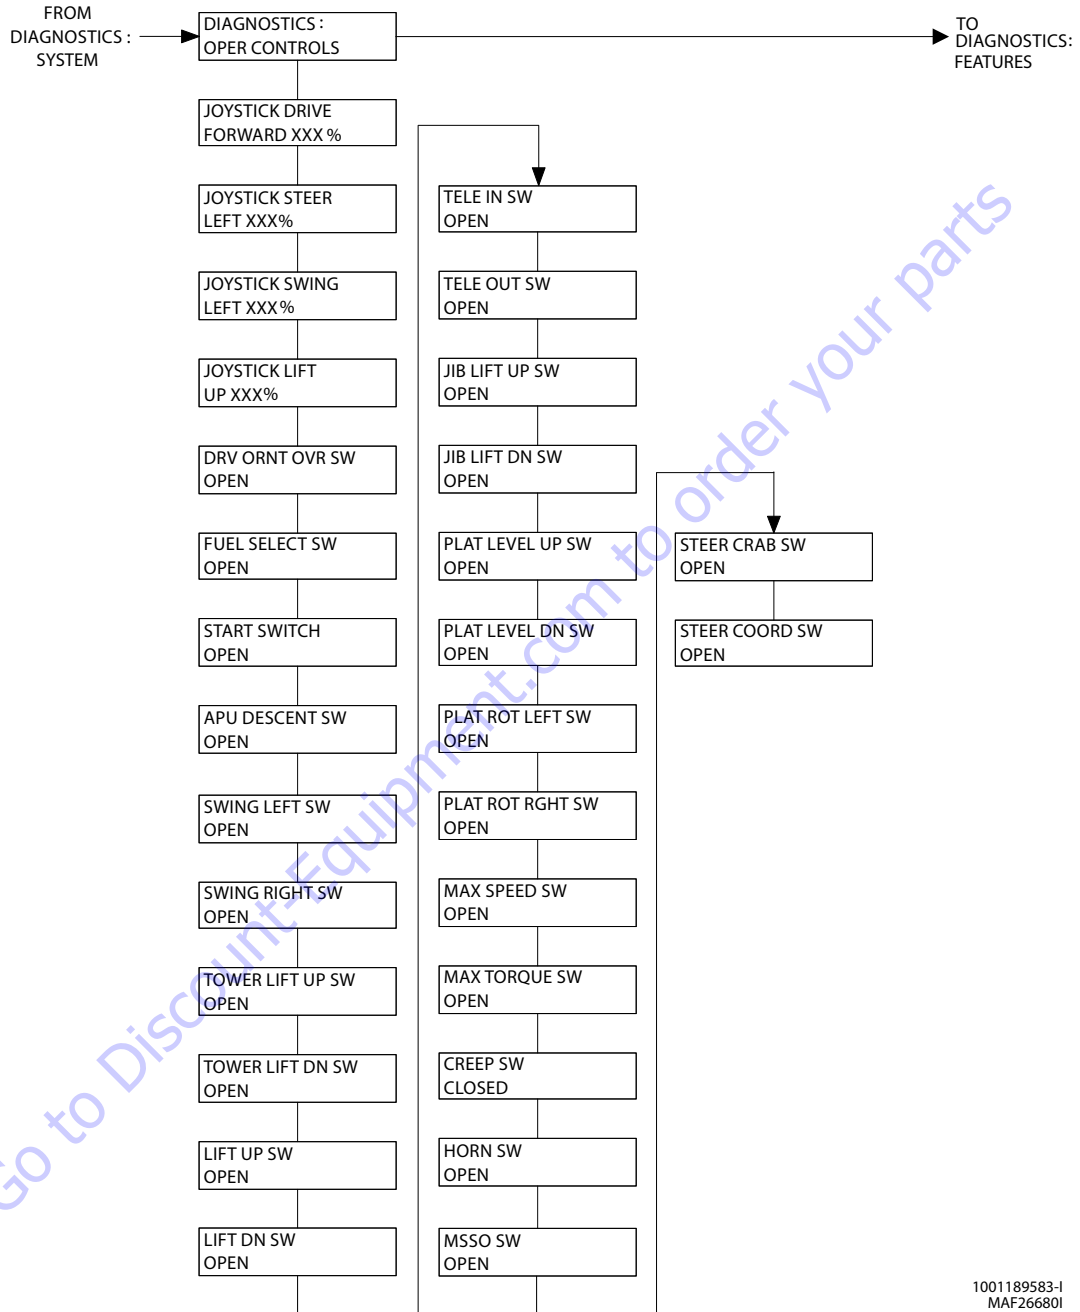 FROM
DIAGNOSTICS :
SYSTEM
DIAGNOSTICS :
OPER CONTROLS
TO
DIAGNOSTICS:
FEATURES
JOYSTICK DRIVE
FORWARD XXX %
JOYSTICK STEER
LEFT XXX%
JOYSTICK SWING
LEFT XXX%
JOYSTICK LIFT
UP XXX%
DRV ORNT OVR SW
OPEN
FUEL SELECT SW
OPEN
START SWITCH
OPEN
APU DESCENT SW
OPEN
SWING LEFT SW
OPEN
SWING RIGHT SW
OPEN
TOWER LIFT UP SW
OPEN
TOWER LIFT DN SW
OPEN
LIFT UP SW
OPEN
LIFT DN SW
OPEN
TELE IN SW
OPEN
TELE OUT SW
OPEN
JIB LIFT UP SW
OPEN
JIB LIFT DN SW
OPEN
PLAT LEVEL UP SW
OPEN
PLAT LEVEL DN SW
OPEN
PLAT ROT LEFT SW
OPEN
PLAT ROT RGHT SW
OPEN
MAX SPEED SW
OPEN
MAX TORQUE SW
OPEN
CREEP SW
CLOSED
HORN SW
OPEN
MSSO SW
OPEN
STEER CRAB SW
OPEN
STEER COORD SW
OPEN
1001189583-I
MAF26680I
Go to Discount-Equipment.com to order your parts